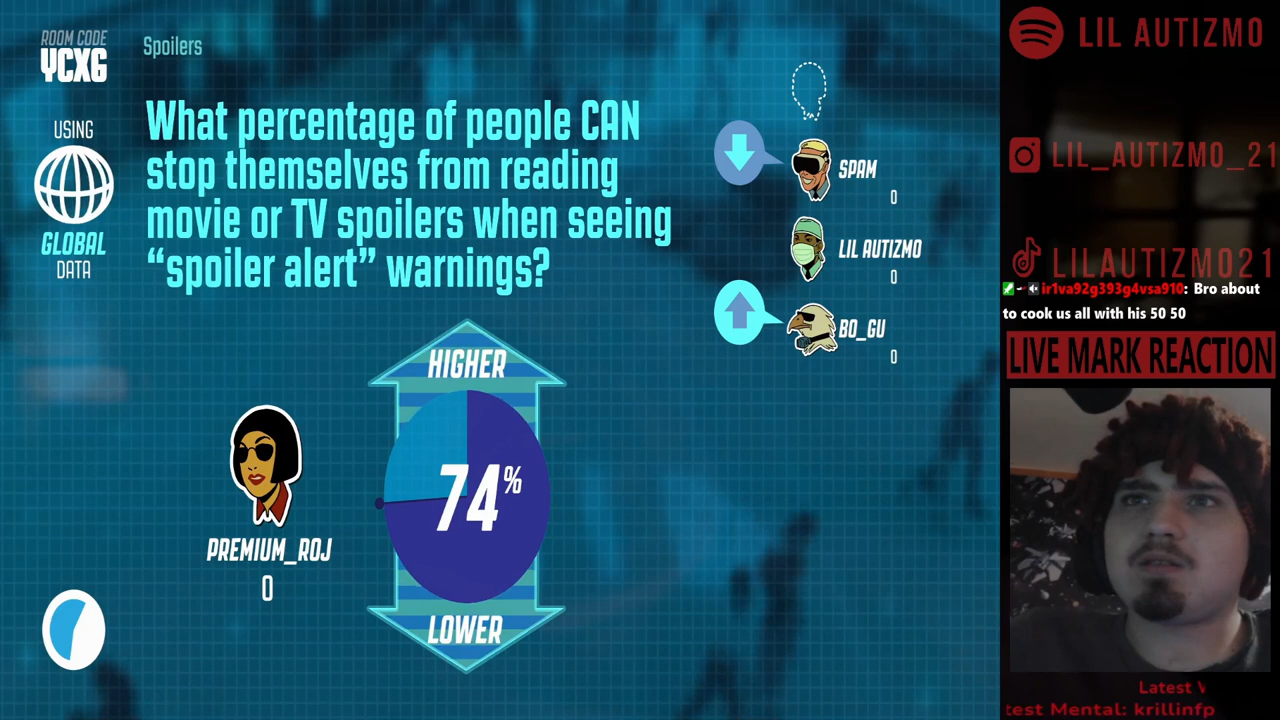 ROOM CODE
YCXG
USING
GLOBAL
DATA
Spoilers
What percentage of people CAN
stop themselves from reading
movie or TV spoilers when seeing
“spoiler alert” warnings?
HIGHER
74%
LOWER
PREMIUM_ROJ
0
SPAM
0
LIL AUTIZMO
0
BO_GU
0
LIL AUTIZMO
LIL_AUTIZMO_21
LILAUTIZMO21
ir1va92g393g4vsa910: Bro about
to cook us all with his 50 50
LIVE MARK REACTION
Latest V
test Mental: krillinfp